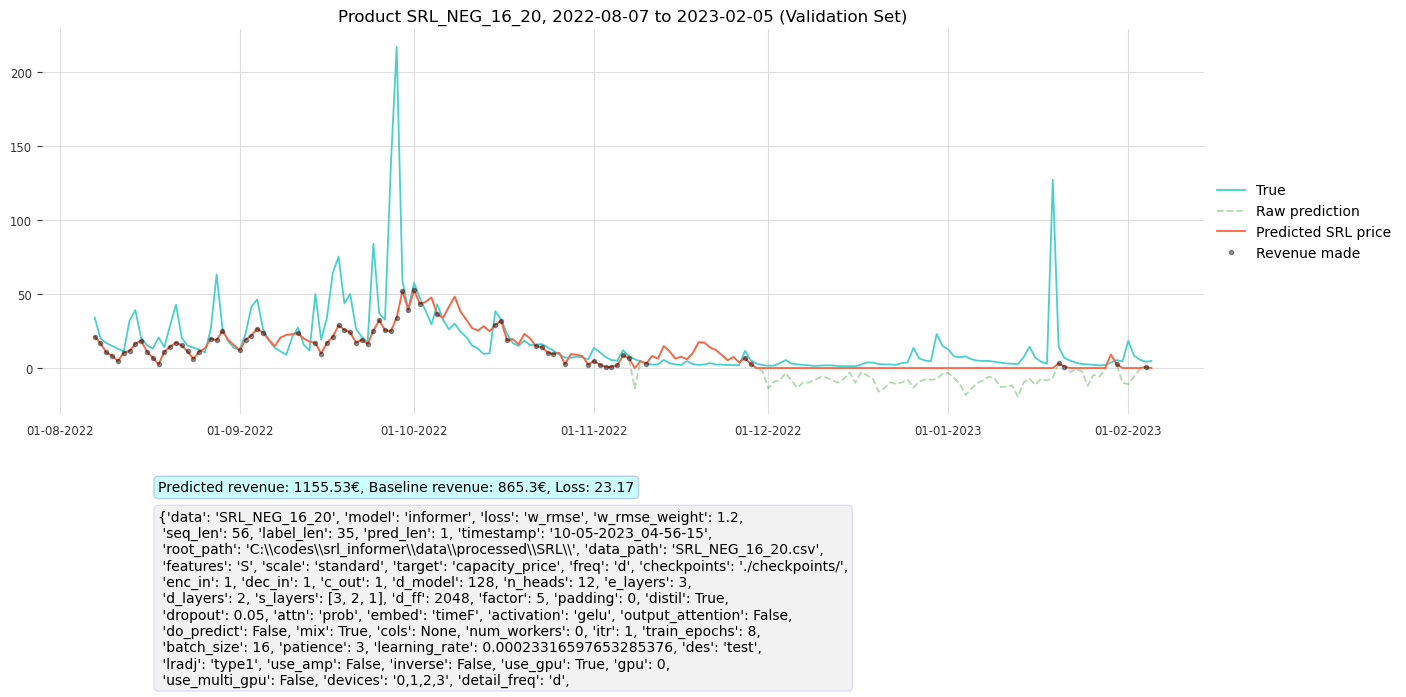 Product SRL_NEG_16_20, 2022-08-07 to 2023-02-05 (Validation Set)
200
150
100
50
0
01-08-2022
01-09-2022
01-10-2022
01-11-2022
01-12-2022
01-01-2023
01-02-2023
True
Raw prediction
Predicted SRL price
Revenue made
Predicted revenue: 1155.53€, Baseline revenue: 865.3€, Loss: 23.17
{'data': 'SRL_NEG_16_20', 'model': 'informer', 'loss': 'w_rmse', 'w_rmse_weight': 1.2,
'seq_len': 56, 'label_len': 35, 'pred_len': 1, 'timestamp': '10-05-2023_04-56-15',
'root_path': 'C:\\codes\\srl_informer\\data\\processed\\SRL\\', 'data_path': 'SRL_NEG_16_20.csv',
'features': 'S', 'scale': 'standard', 'target': 'capacity_price', 'freq': 'd', 'checkpoints': './checkpoints/',
'enc_in': 1, 'dec_in': 1, 'c_out': 1, 'd_model': 128, 'n_heads': 12, 'e_layers': 3,
'd_layers': 2, 's_layers': [3, 2, 1], 'd_ff': 2048, 'factor': 5, 'padding': 0, 'distil': True,
'dropout': 0.05, 'attn': 'prob', 'embed': 'timeF', 'activation': 'gelu', 'output_attention': False,
'do_predict': False, 'mix': True, 'cols': None, 'num_workers': 0, 'itr': 1, 'train_epochs': 8,
'batch_size': 16, 'patience': 3, 'learning_rate': 0.00023316597653285376, 'des': 'test',
'lradj': 'type1', 'use_amp': False, 'inverse': False, 'use_gpu': True, 'gpu': 0,
'use_multi_gpu': False, 'devices': '0,1,2,3', 'detail_freq': 'd',